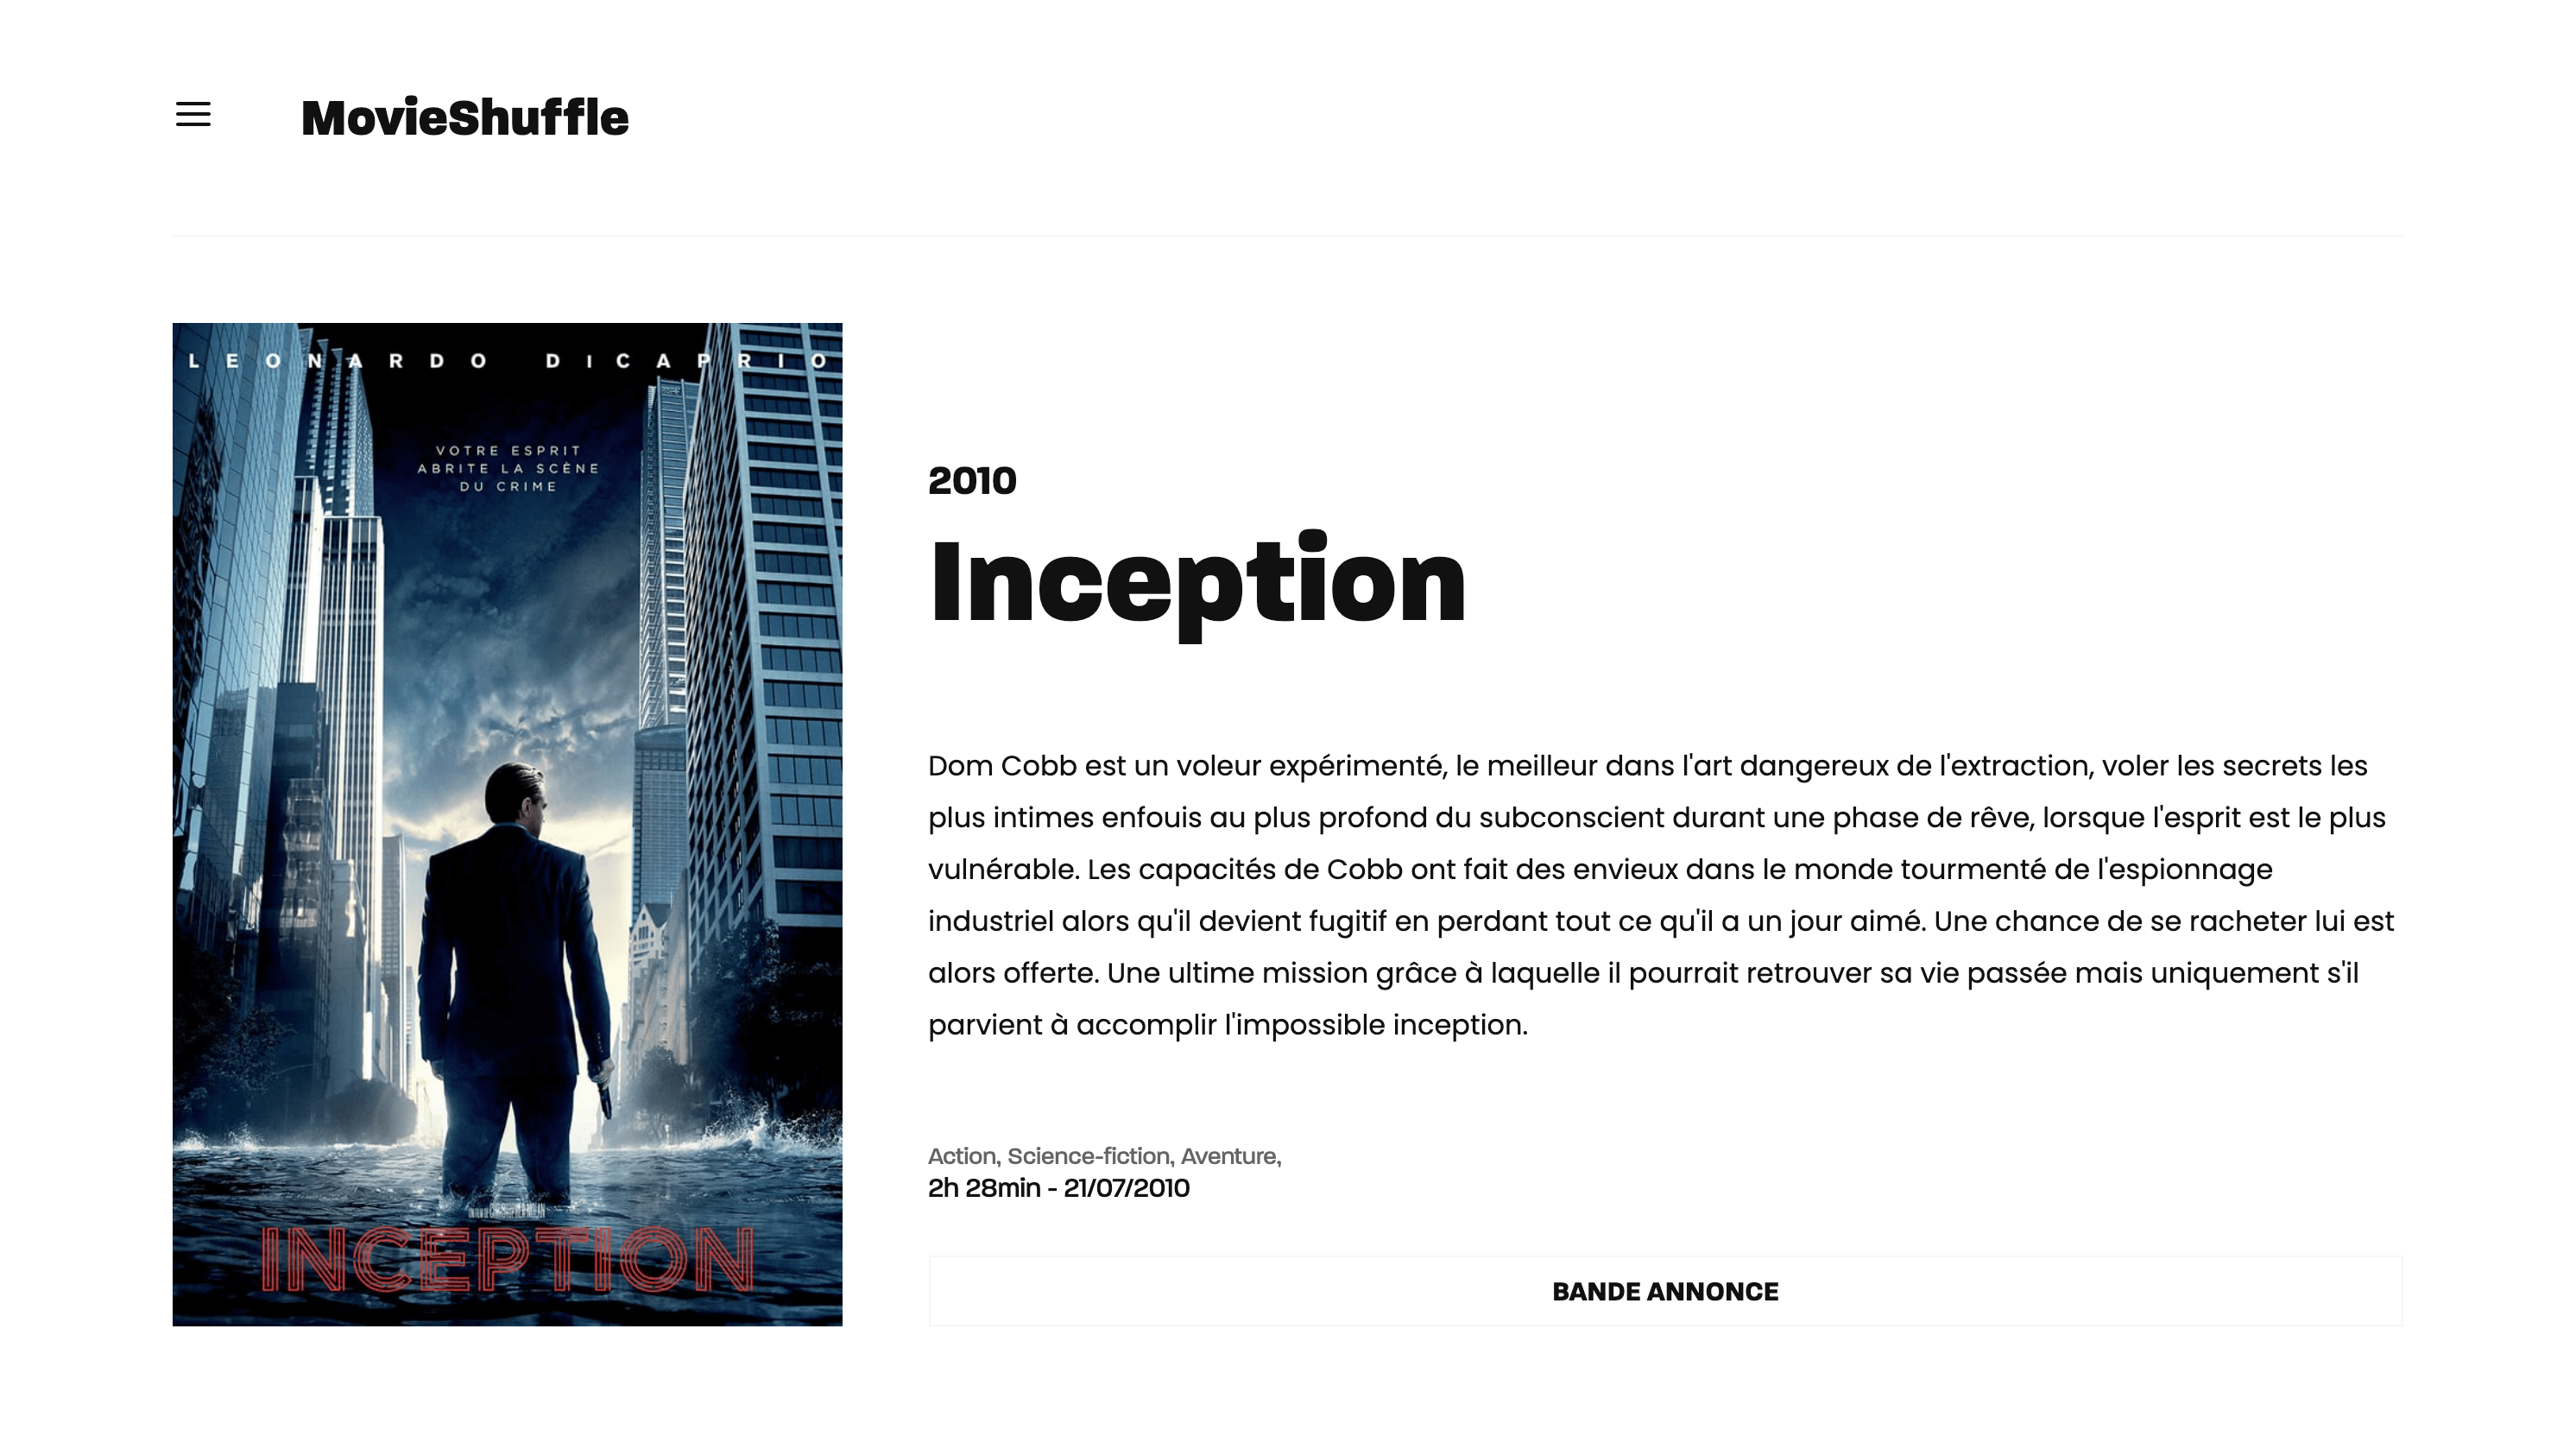 MovieShuffle
LEONARDO DiCAPRIO
VOTRE ESPRIT
ABRITE LA SCÈNE
DU CRIME
UN FILM DE CHRISTOPHER NOLAN
INCEPTION
2010
Inception
Dom Cobb est un voleur expérimenté, le meilleur dans l'art dangereux de l'extraction, voler les secrets les
plus intimes enfouis au plus profond du subconscient durant une phase de rêve, lorsque l'esprit est le plus
vulnérable. Les capacités de Cobb ont fait des envieux dans le monde tourmenté de l'espionnage
industriel alors qu'il devient fugitif en perdant tout ce qu'il a un jour aimé. Une chance de se racheter lui est
alors offerte. Une ultime mission grâce à laquelle il pourrait retrouver sa vie passée mais uniquement s'il
parvient à accomplir l'impossible inception.
Action, Science-fiction, Aventure,
2h 28min - 21/07/2010
BANDE ANNONCE